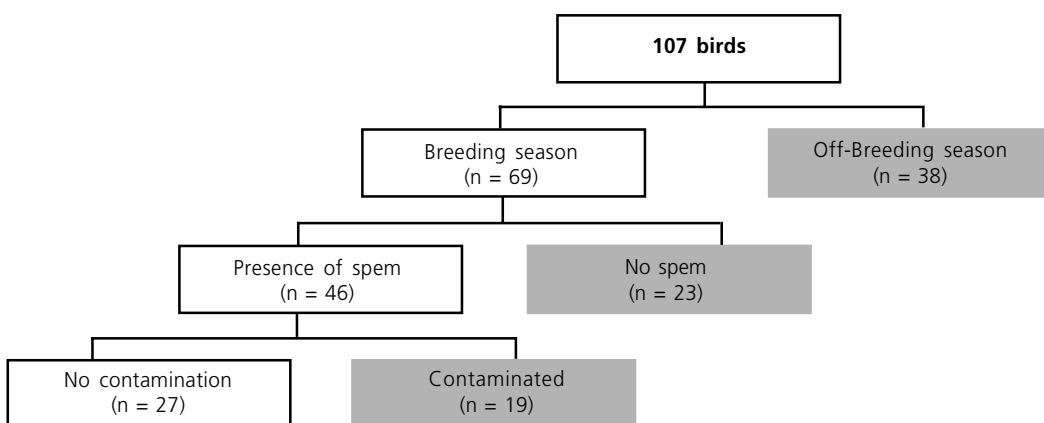 107 birds
Breeding season
(n = 69)
Off-Breeding season
(n = 38)
Presence of spem
(n = 46)
No spem
(n = 23)
No contamination
(n = 27)
Contaminated
(n = 19)